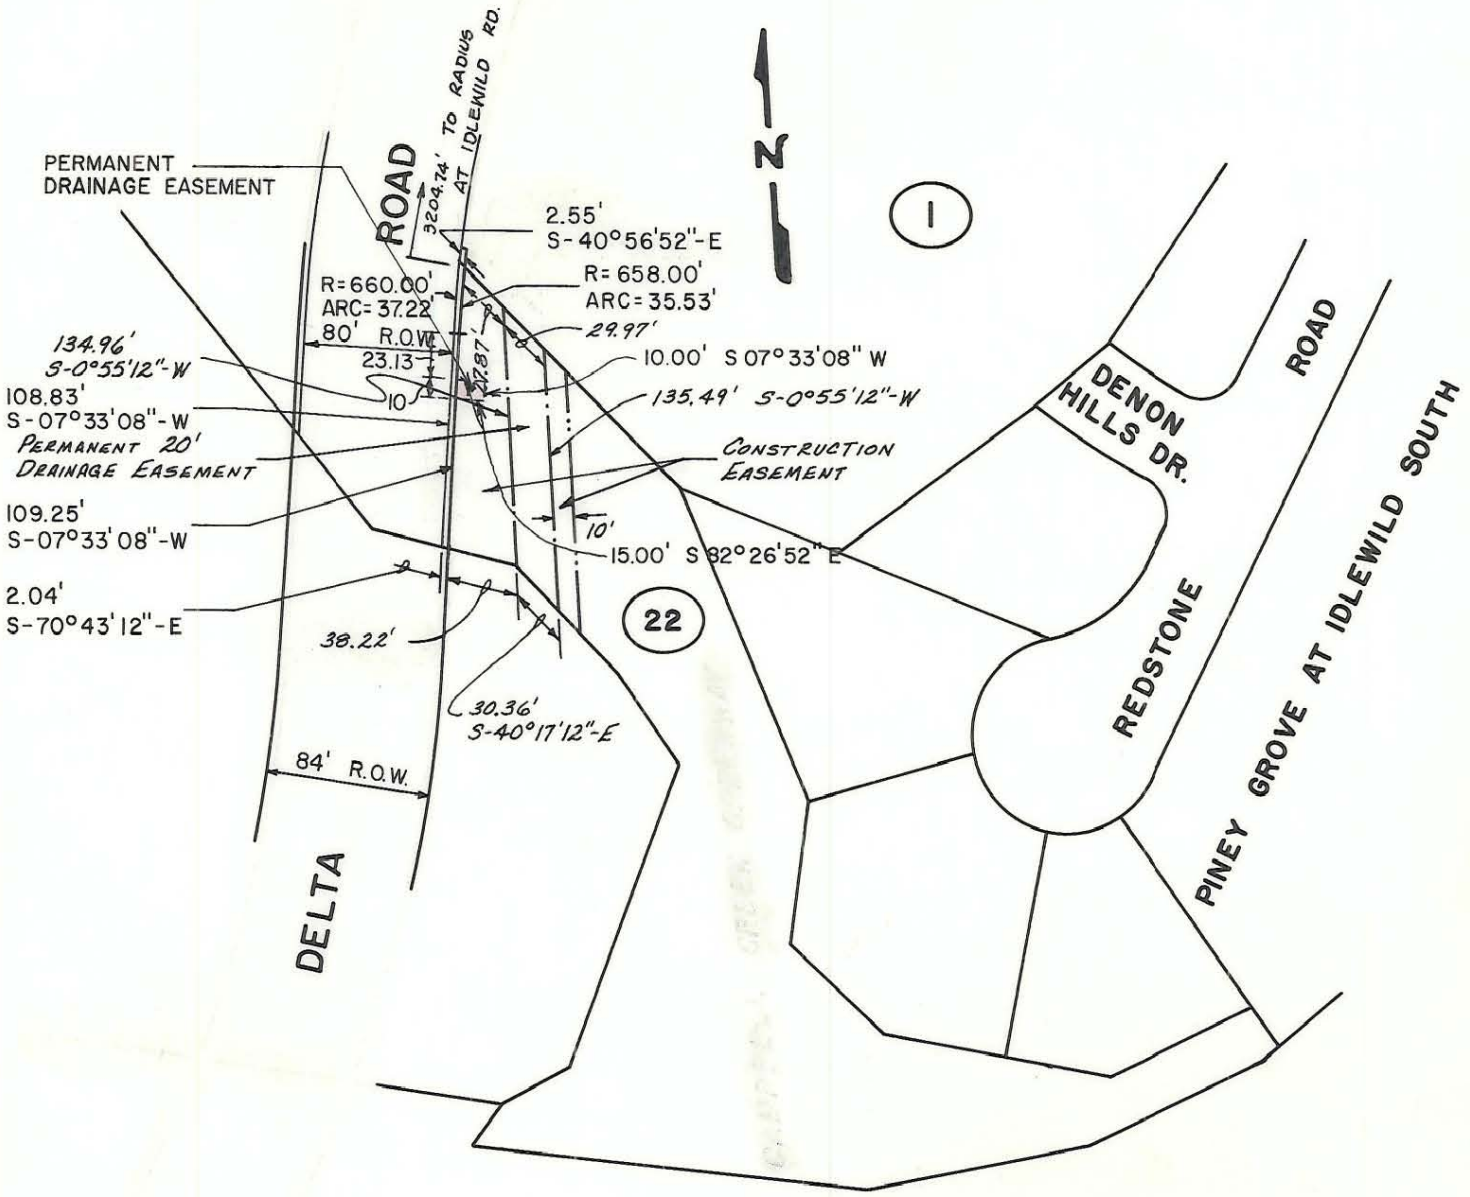 3204.74' TO RADIUS
AT IDLEWILD RD.
PERMANENT
DRAINAGE EASEMENT
ROAD
N
1
2.55'
S-40°56'52"-E
R=660.00'
ARC=37.22'
R=658.00'
ARC=35.53'
80' R.O.W.
29.97'
134.96'
S-0°55'12"-W
23.13
27.87'
10.00' S 07°33'08" W
10'
135.49' S-0°55'12"-W
108.83'
S-07°33'08"-W
PERMANENT 20'
DRAINAGE EASEMENT
CONSTRUCTION
EASEMENT
109.25'
S-07°33'08"-W
10'
15.00' S 82°26'52" E
2.04'
S-70°43'12"-E
22
38.22'
30.36'
S-40°17'12"-E
84' R.O.W.
DELTA
DENON
HILLS DR.
ROAD
REDSTONE
PINEY GROVE AT IDLEWILD SOUTH